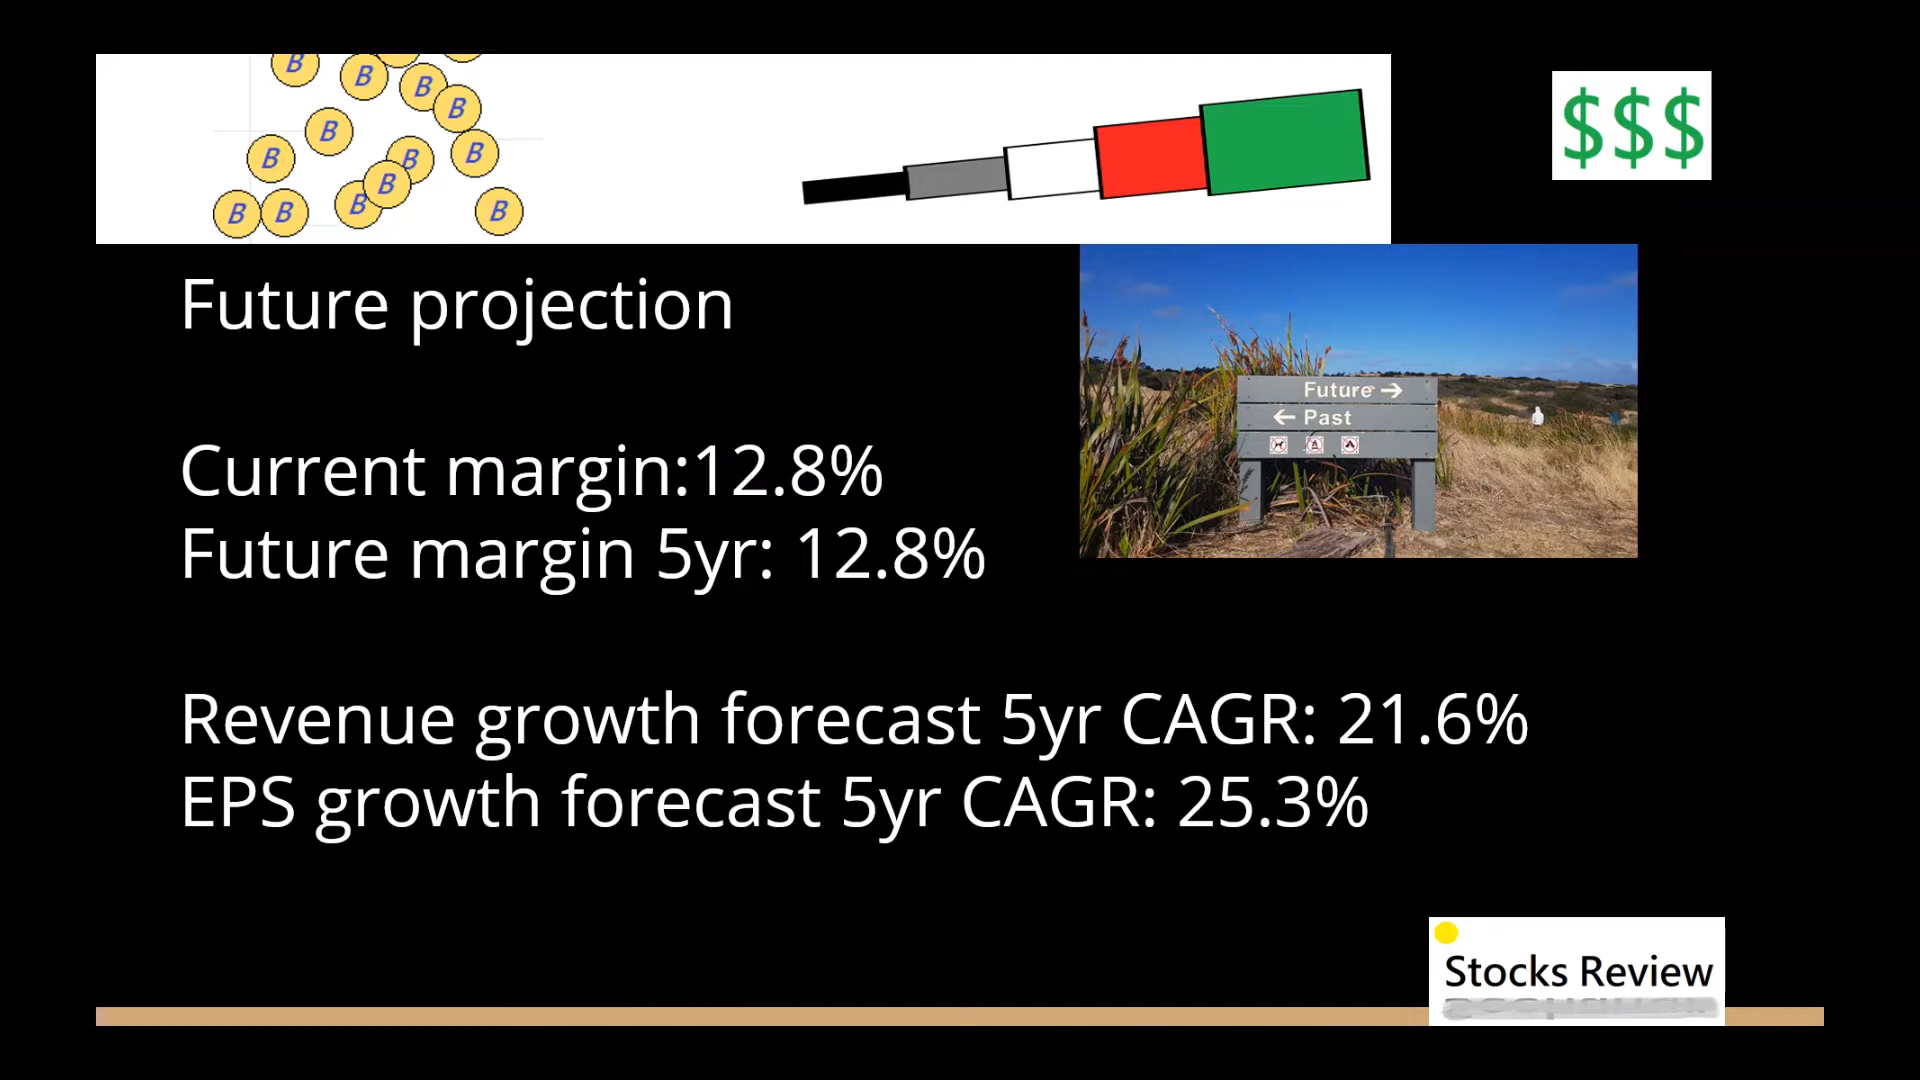 B
B
B
B
B
B
B
B
B
B
B
B
B
$$$
Future projection
Future →
← Past
Current margin:12.8%
Future margin 5yr: 12.8%
Revenue growth forecast 5yr CAGR: 21.6%
EPS growth forecast 5yr CAGR: 25.3%
Stocks Review